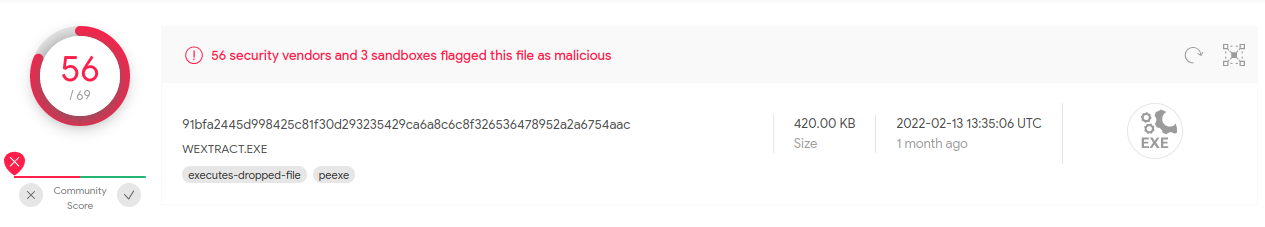 56
/ 69
Community
Score
56 security vendors and 3 sandboxes flagged this file as malicious
91bfa2445d998425c81f30d293235429ca6a8c6c8f326536478952a2a6754aac
WEXTRACT.EXE
executes-dropped-file peexe
420.00 KB
Size
2022-02-13 13:35:06 UTC
1 month ago
EXE